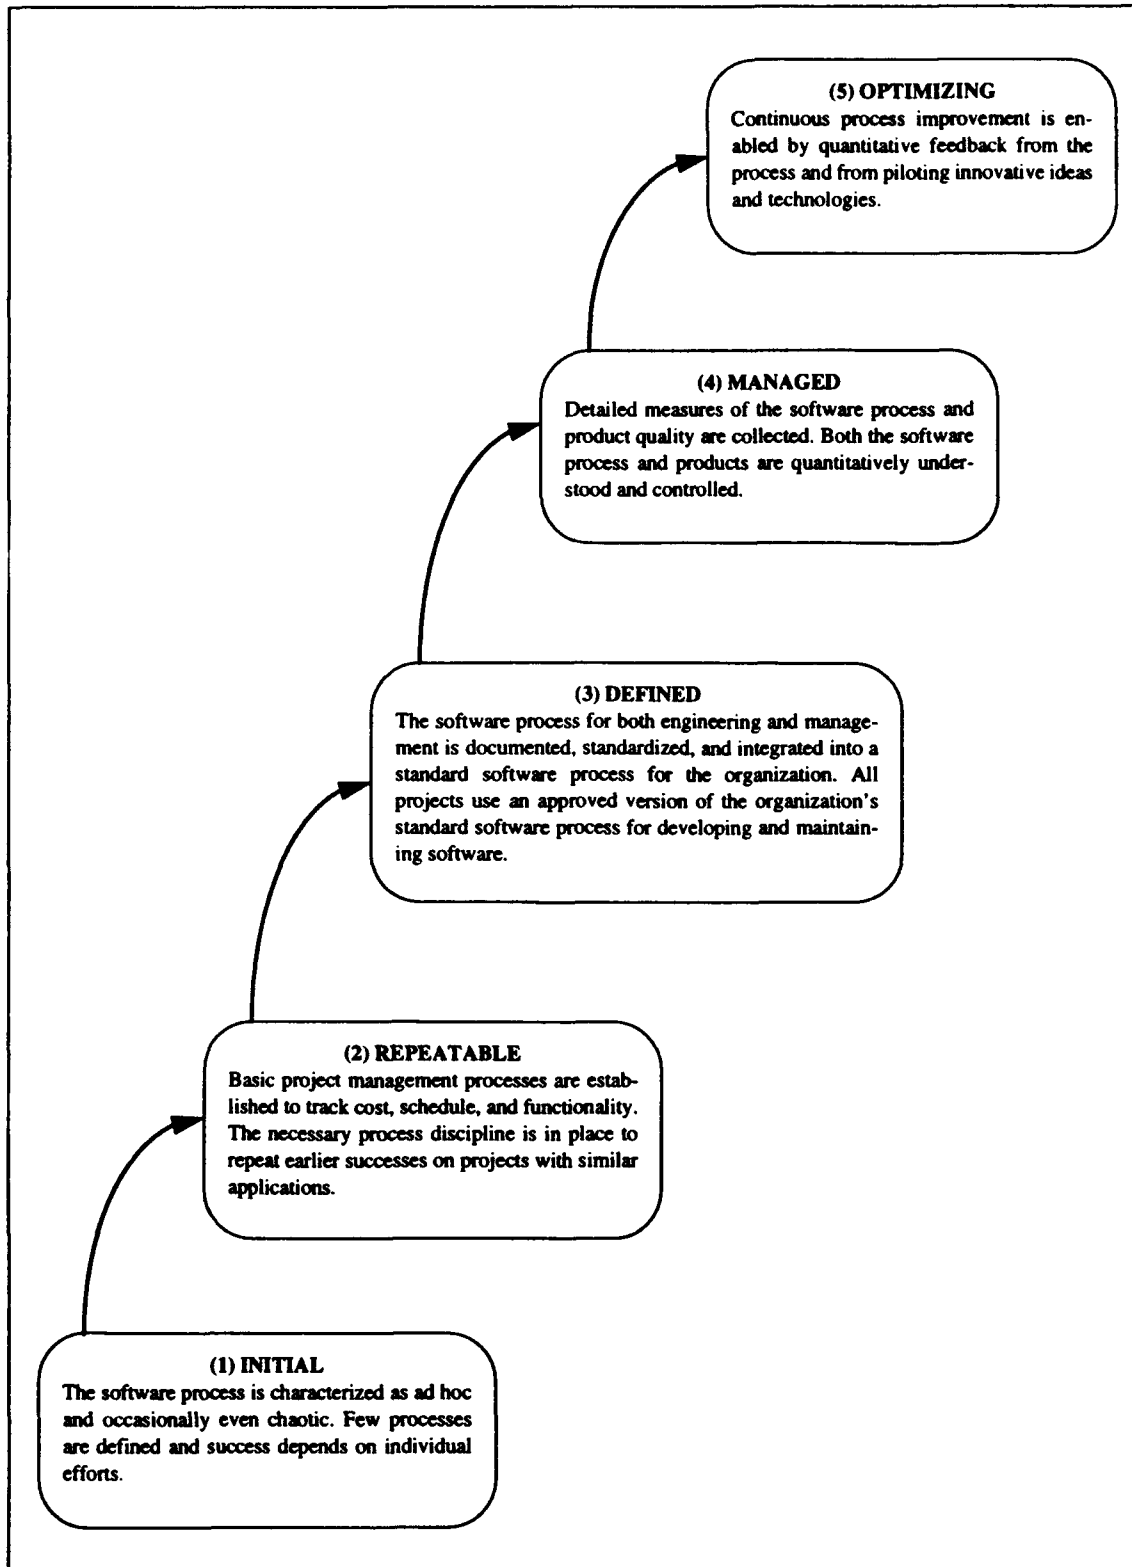 (5) OPTIMIZING
Continuous process improvement is en-
abled by quantitative feedback from the
process and from piloting innovative ideas
and technologies.
(4) MANAGED
Detailed measures of the software process and
product quality are collected. Both the software
process and products are quantitatively under-
stood and controlled.
(3) DEFINED
The software process for both engineering and manage-
ment is documented, standardized, and integrated into a
standard software process for the organization. All
projects use an approved version of the organization's
standard software process for developing and maintain-
ing software.
(2) REPEATABLE
Basic project management processes are estab-
lished to track cost, schedule, and functionality.
The necessary process discipline is in place to
repeat earlier successes on projects with similar
applications.
(1) INITIAL
The software process is characterized as ad hoc
and occasionally even chaotic. Few processes
are defined and success depends on individual
efforts.